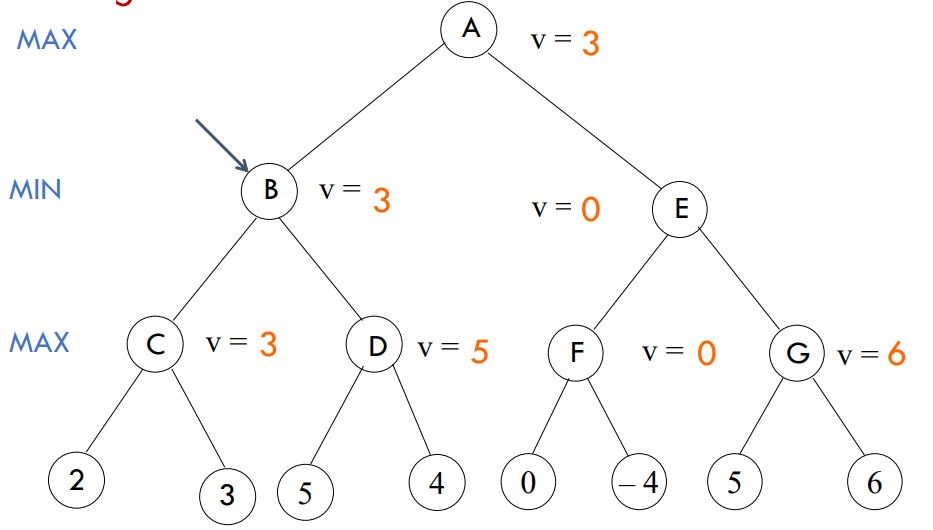 MAX
A
v = 3
MIN
B
v = 3
v = 0
E
MAX
C
v = 3
D
v = 5
F
v = 0
G
v = 6
2
3
5
4
0
– 4
5
6